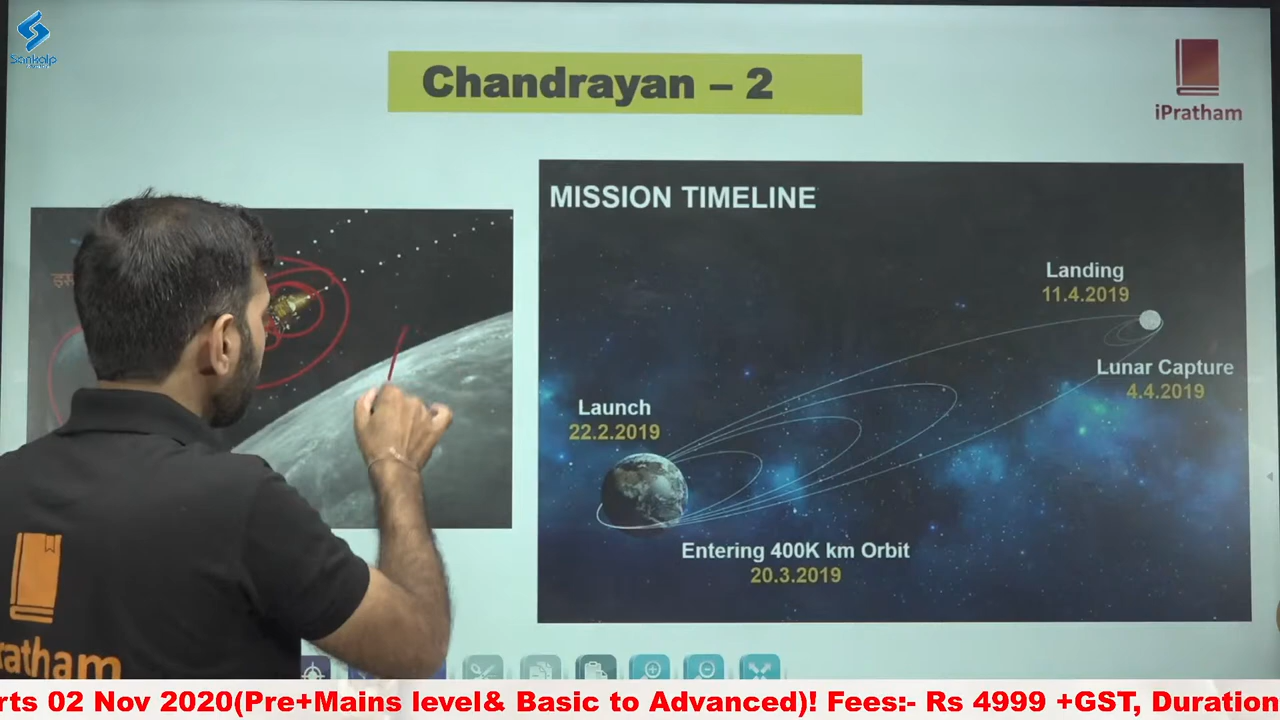 Sankalp
Chandrayan – 2
iPratham
MISSION TIMELINE
Landing
11.4.2019
Lunar Capture
4.4.2019
Launch
22.2.2019
Entering 400K km Orbit
20.3.2019
ratham
rts 02 Nov 2020(Pre+Mains level& Basic to Advanced)! Fees:- Rs 4999 +GST, Duration